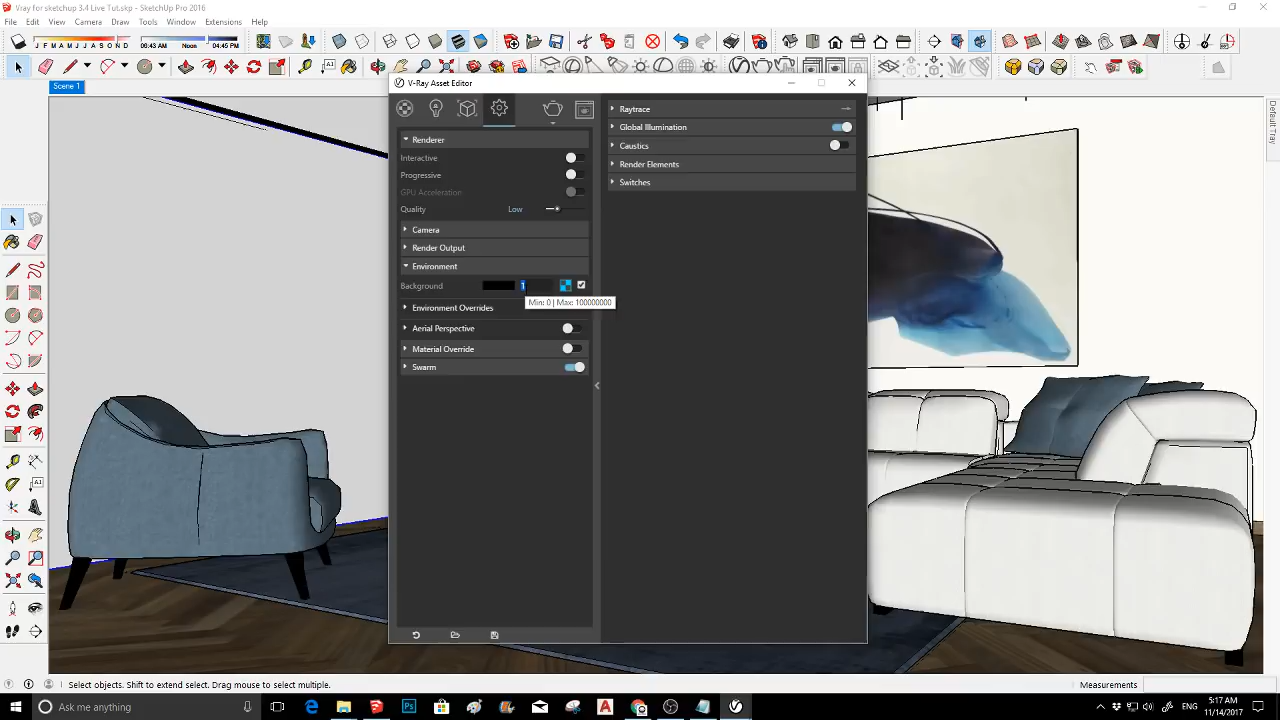 Vray for sketchup 3.4 Live Tut.skp - SketchUp Pro 2016
File Edit View Camera Draw Tools Window Extensions Help
J F M A M J J A S O N D
06:43 AM Noon 04:45 PM
Scene 1
V-Ray Asset Editor
Renderer
Interactive
Progressive
GPU Acceleration
Quality Low
Camera
Render Output
Environment
Background 1
Min: 0 | Max: 100000000
Environment Overrides
Aerial Perspective
Material Override
Swarm
Raytrace
Global Illumination
Caustics
Render Elements
Switches
Default Tray
Select objects. Shift to extend select. Drag mouse to select multiple.
Measurements
Ask me anything
5:17 AM
11/14/2017